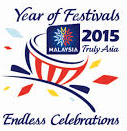 Year of Festivals
2015
MALAYSIA
Truly Asia
Endless Celebrations